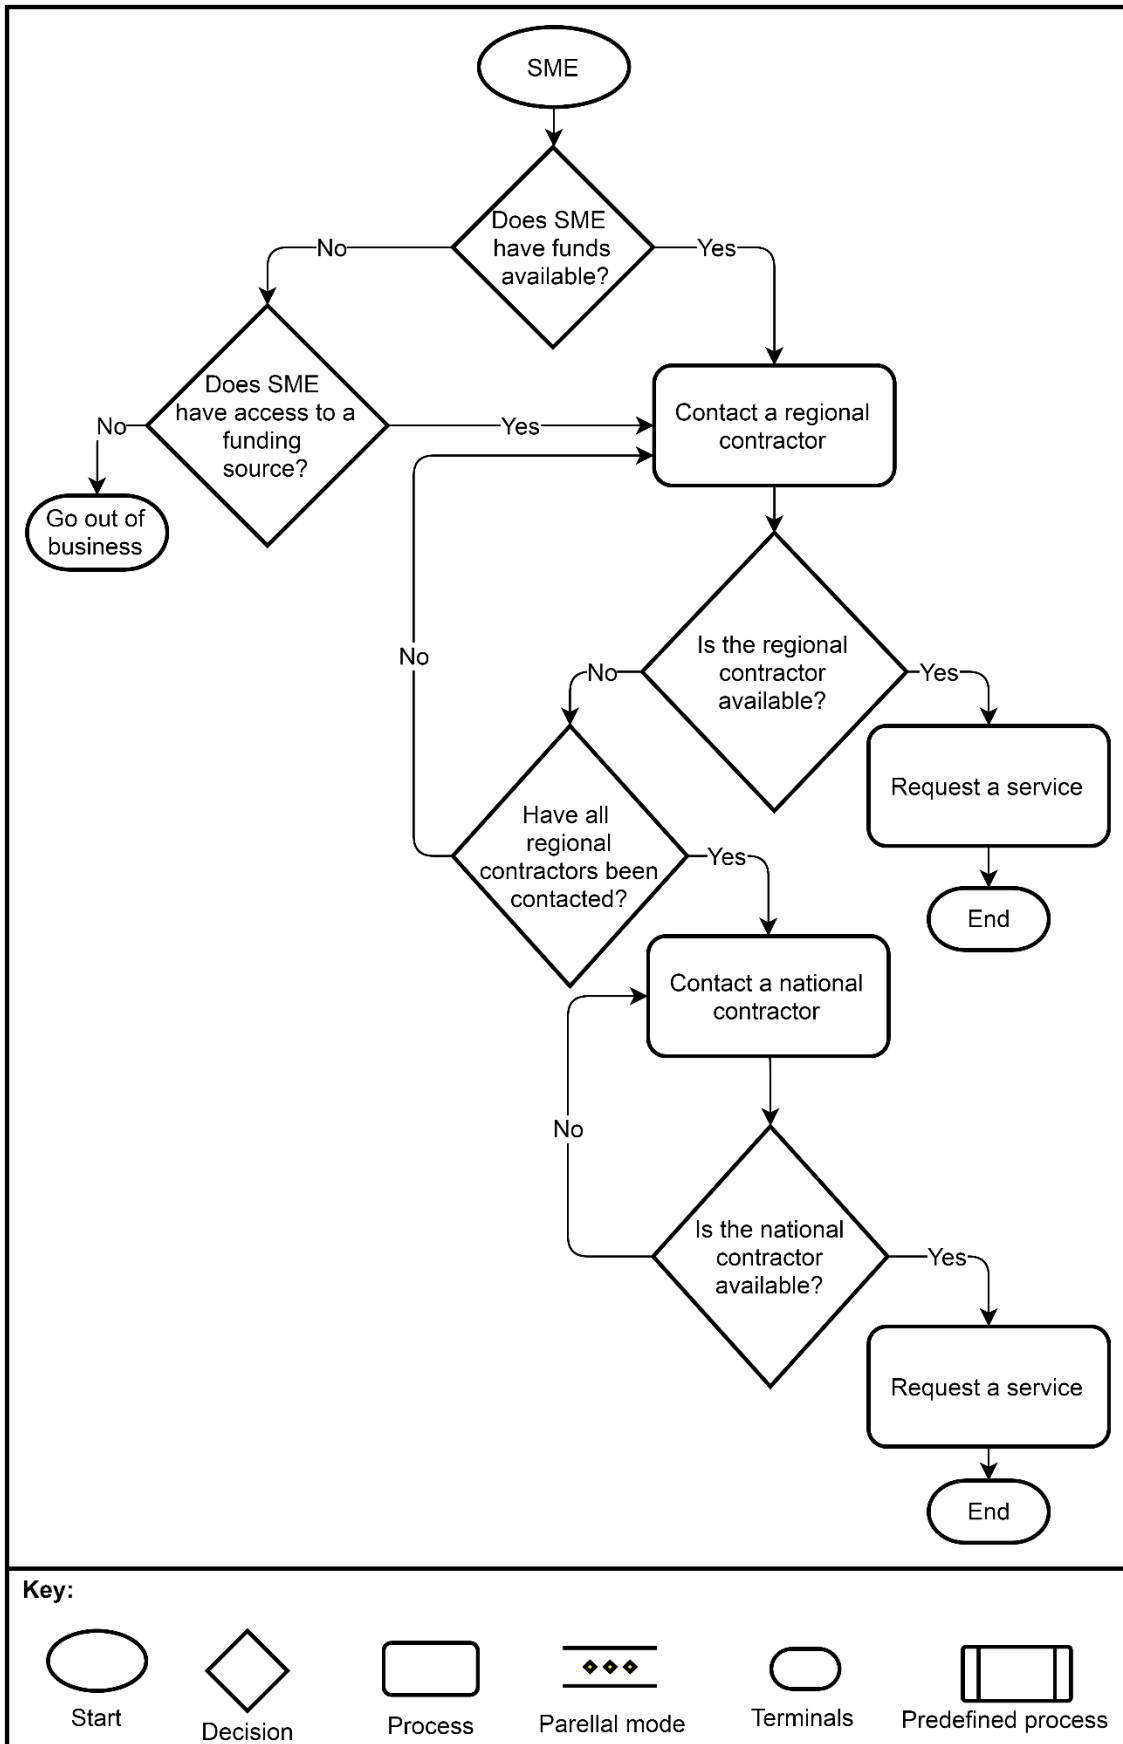 SME
Does SME
have funds
available?
No
Yes
Does SME
have access to a
funding
source?
No
Yes
Contact a regional
contractor
Go out of
business
No
Is the regional
contractor
available?
No
Yes
Request a service
Have all
regional
contractors been
contacted?
Yes
End
Contact a national
contractor
No
Is the national
contractor
available?
Yes
Request a service
End
Key:
Start
Decision
Process
Parellal mode
Terminals
Predefined process